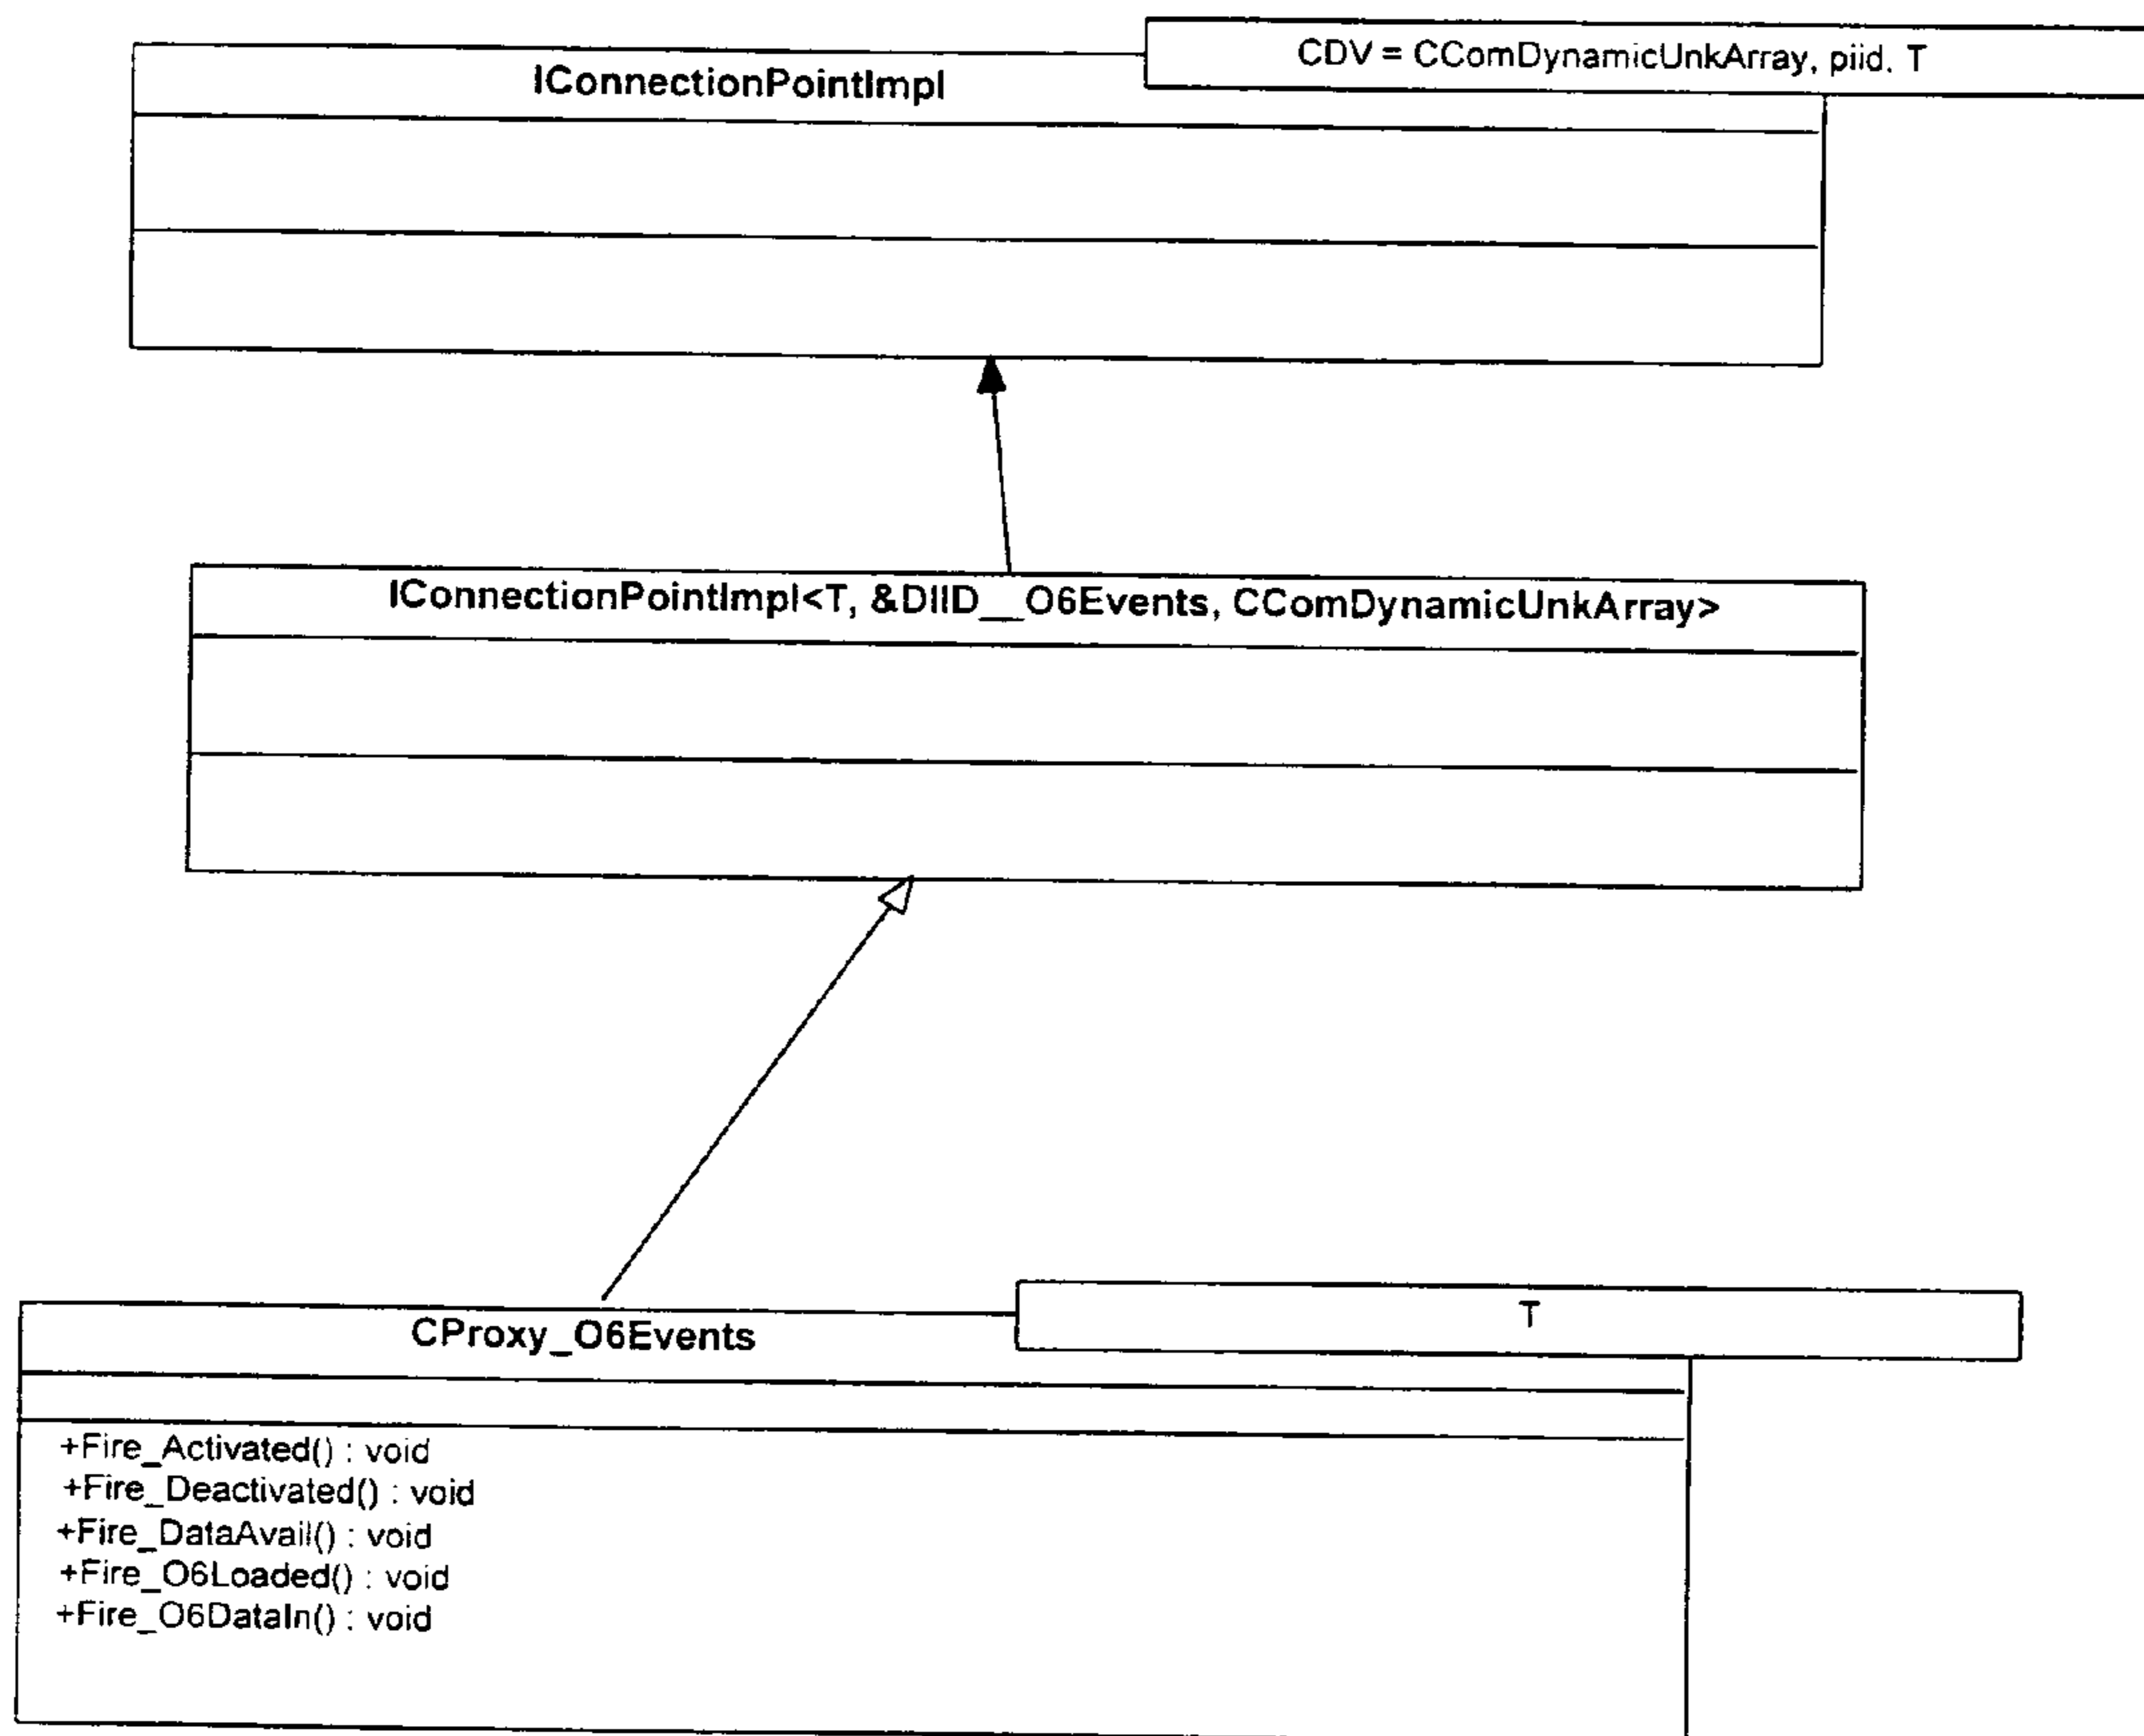 CDV = CComDynamicUnkArray, piid, T
IConnectionPointImpl
IConnectionPointImpl<T, &DIID__O6Events, CComDynamicUnkArray>
T
CProxy_O6Events
+Fire_Activated() : void
+Fire_Deactivated() : void
+Fire_DataAvail() : void
+Fire_O6Loaded() : void
+Fire_O6DataIn() : void